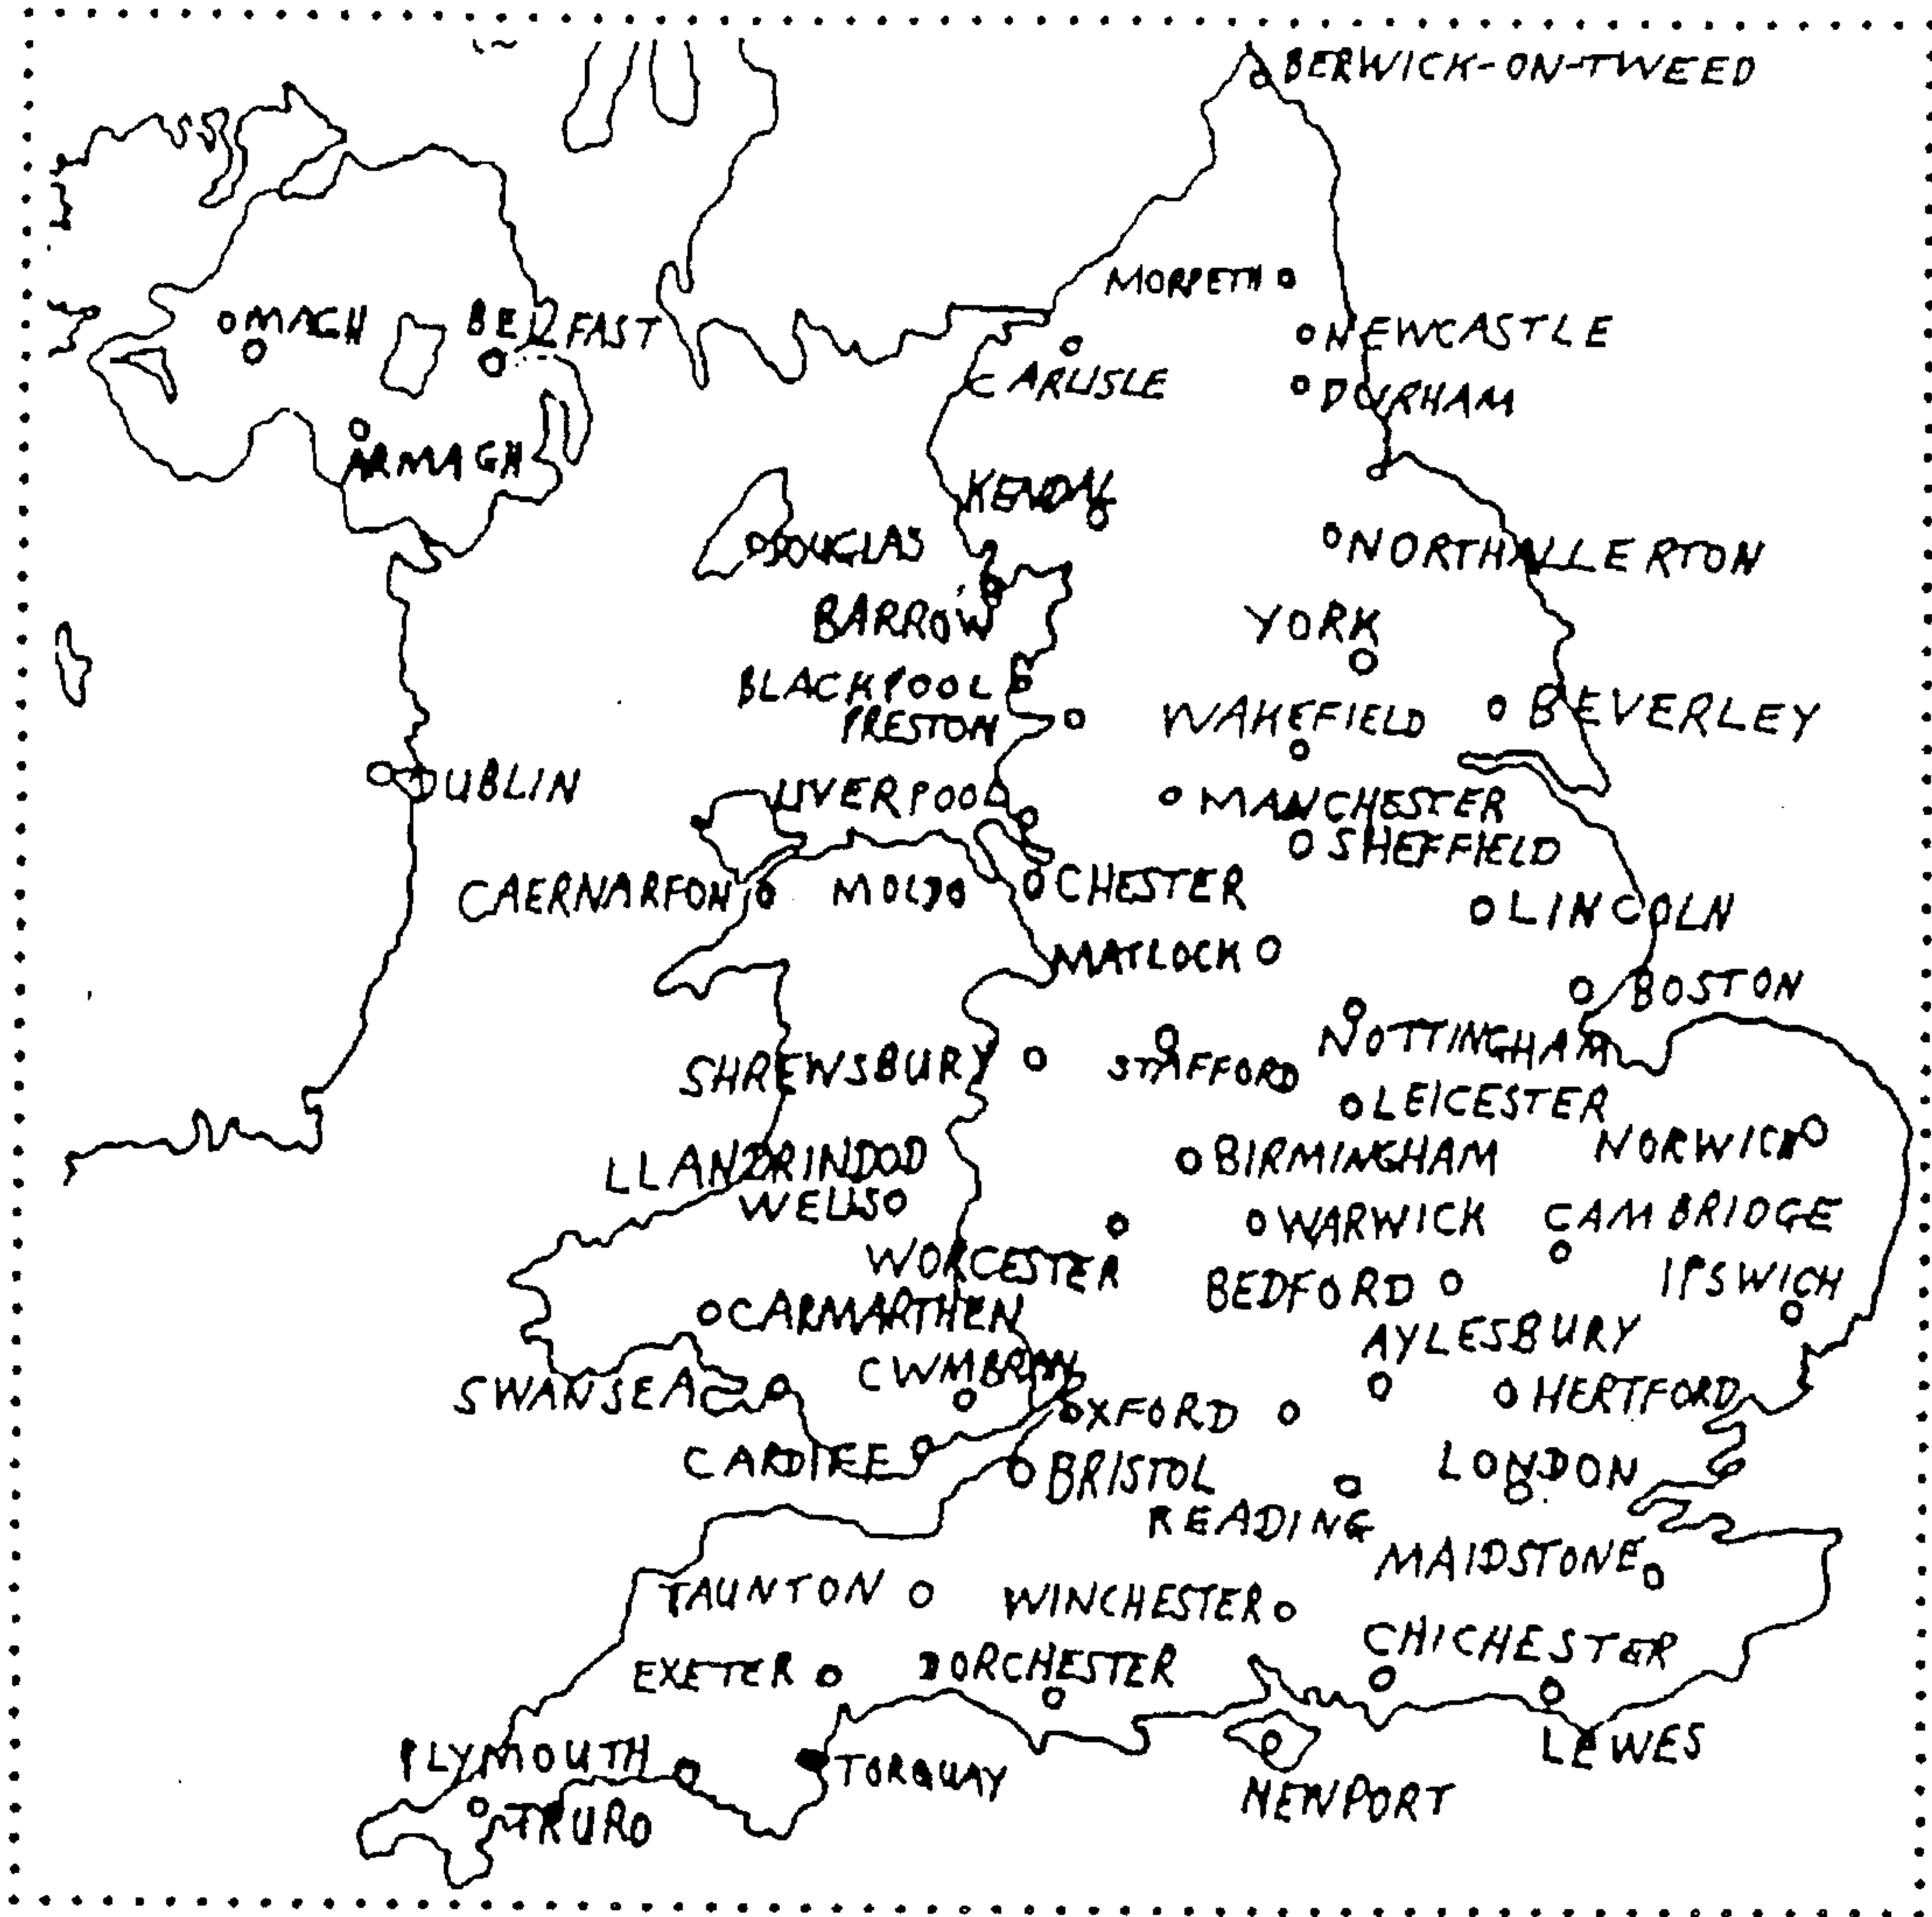 BERWICK-ON-TWEED
MORPETH
OMAGH
BELFAST
NEWCASTLE
CARLISLE
DURHAM
ARMAGH
KENDAL
DOUGLAS
NORTHALLERTON
BARROW
YORK
BLACKPOOL
PRESTON
WAKEFIELD
BEVERLEY
DUBLIN
LIVERPOOL
MANCHESTER
SHEFFIELD
CAERNARFON
MOLD
CHESTER
LINCOLN
MATLOCK
BOSTON
NOTTINGHAM
SHREWSBURY
STAFFORD
LEICESTER
NORWICH
LLANDRINDOD
WELLS
BIRMINGHAM
WARWICK
CAMBRIDGE
WORCESTER
BEDFORD
IPSWICH
CARMARTHEN
AYLESBURY
CWMBRAN
SWANSEA
OXFORD
HERTFORD
CARDIFF
BRISTOL
LONDON
READING
MAIDSTONE
TAUNTON
WINCHESTER
CHICHESTER
EXETER
DORCHESTER
LEWES
PLYMOUTH
TORQUAY
NEWPORT
TRURO